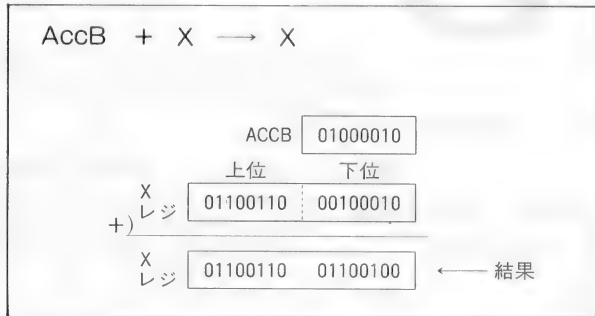 AccB + X → X
ACCB 01000010
上位 下位
X レジ 01100110 00100010
+)
X レジ 01100110 01100100 ← 結果